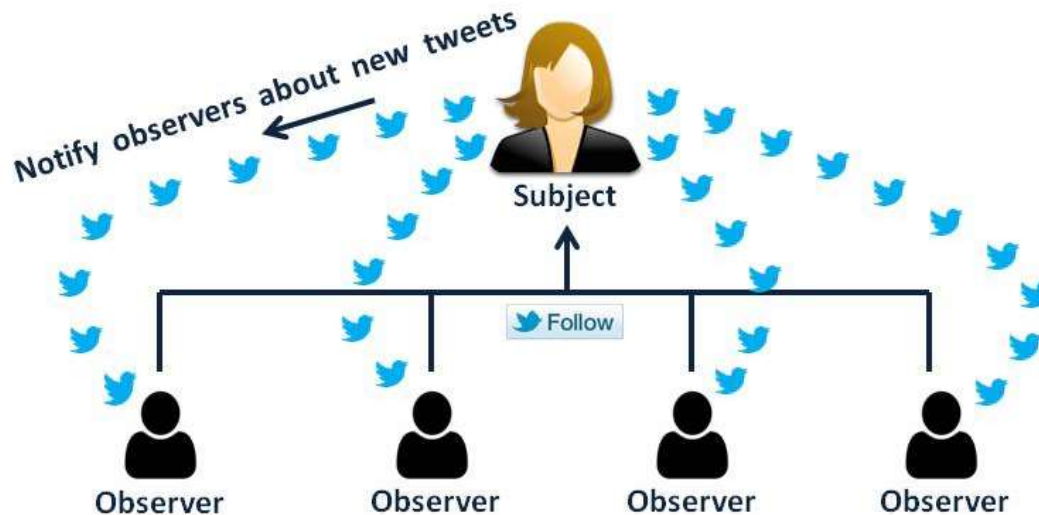 Notify observers about new tweets
Subject
Follow
Observer
Observer
Observer
Observer